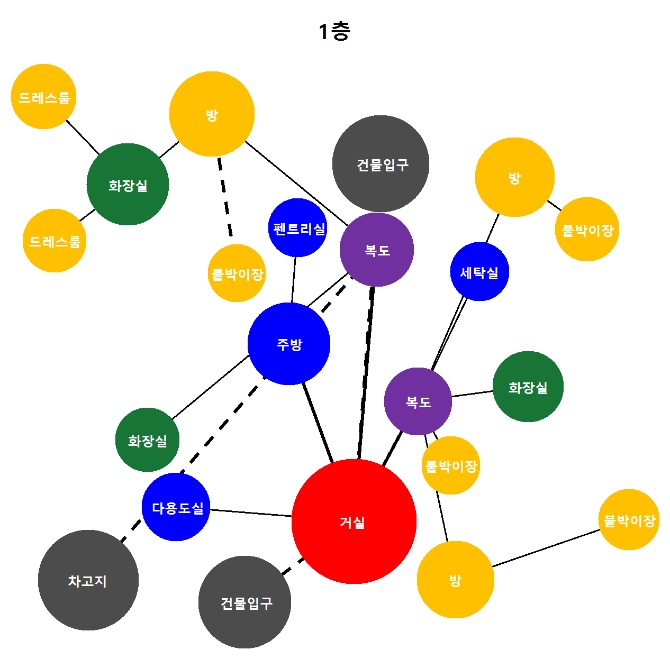 1층
드레스룸
방
건물입구
화장실
방
드레스룸
펜트리실
붙박이장
복도
붙박이장
세탁실
주방
화장실
복도
화장실
붙박이장
다용도실
거실
붙박이장
차고지
건물입구
방